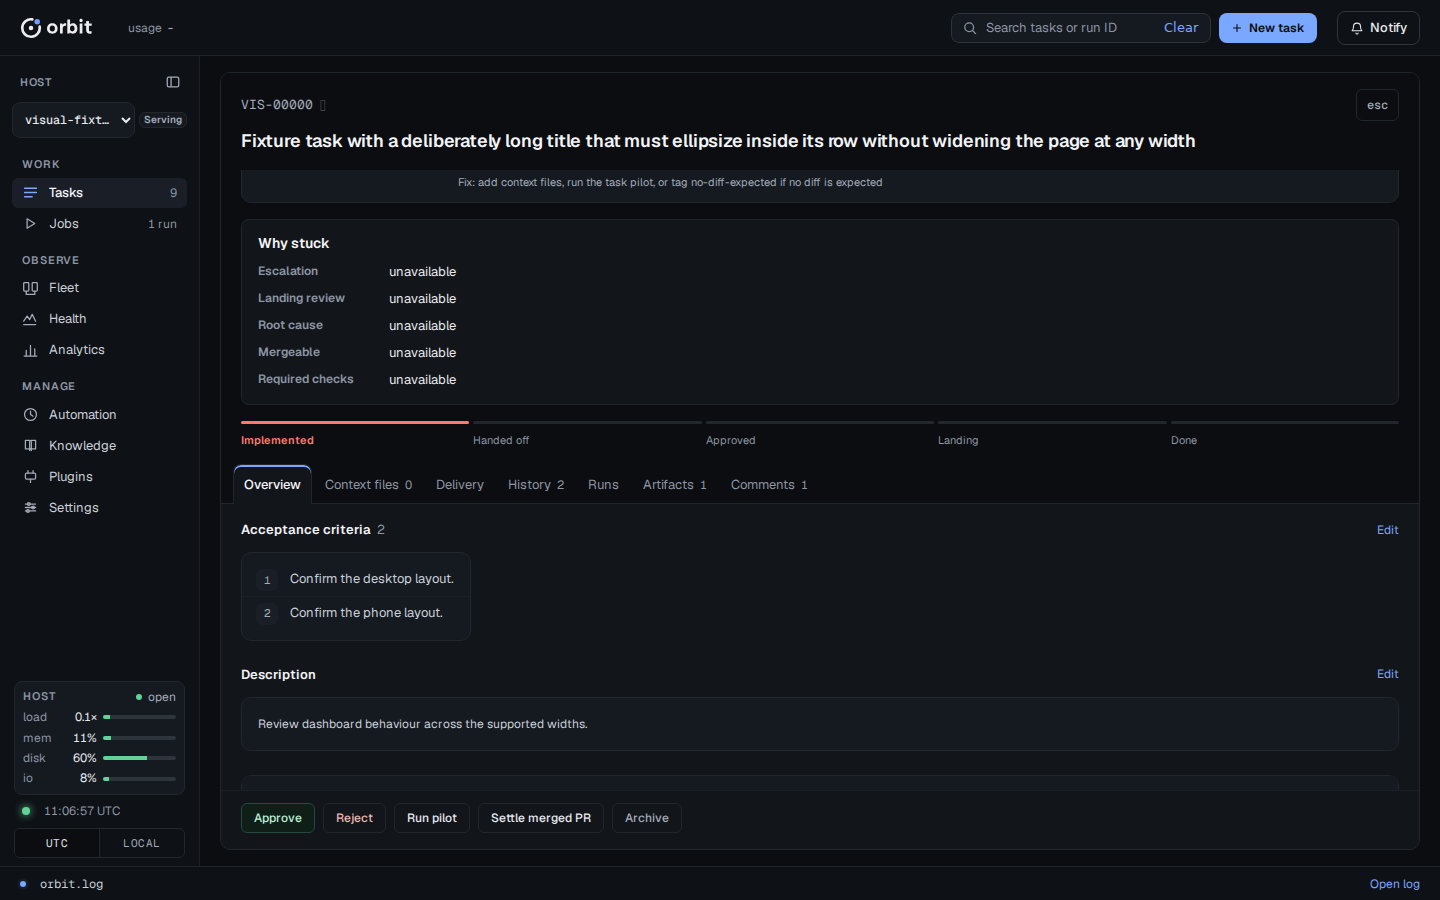 orbit
usage -
Search tasks or run ID
Clear
+ New task
Notify
HOST
visual-fixt…
Serving
WORK
Tasks 9
Jobs 1 run
OBSERVE
Fleet
Health
Analytics
MANAGE
Automation
Knowledge
Plugins
Settings
HOST open
load 0.1×
mem 11%
disk 60%
io 8%
11:06:57 UTC
UTC LOCAL
VIS-00000
esc
Fixture task with a deliberately long title that must ellipsize inside its row without widening the page at any width
Fix: add context files, run the task pilot, or tag no-diff-expected if no diff is expected
Why stuck
Escalation unavailable
Landing review unavailable
Root cause unavailable
Mergeable unavailable
Required checks unavailable
Implemented Handed off Approved Landing Done
Overview Context files 0 Delivery History 2 Runs Artifacts 1 Comments 1
Acceptance criteria 2 Edit
1 Confirm the desktop layout.
2 Confirm the phone layout.
Description Edit
Review dashboard behaviour across the supported widths.
Approve Reject Run pilot Settle merged PR Archive
orbit.log Open log